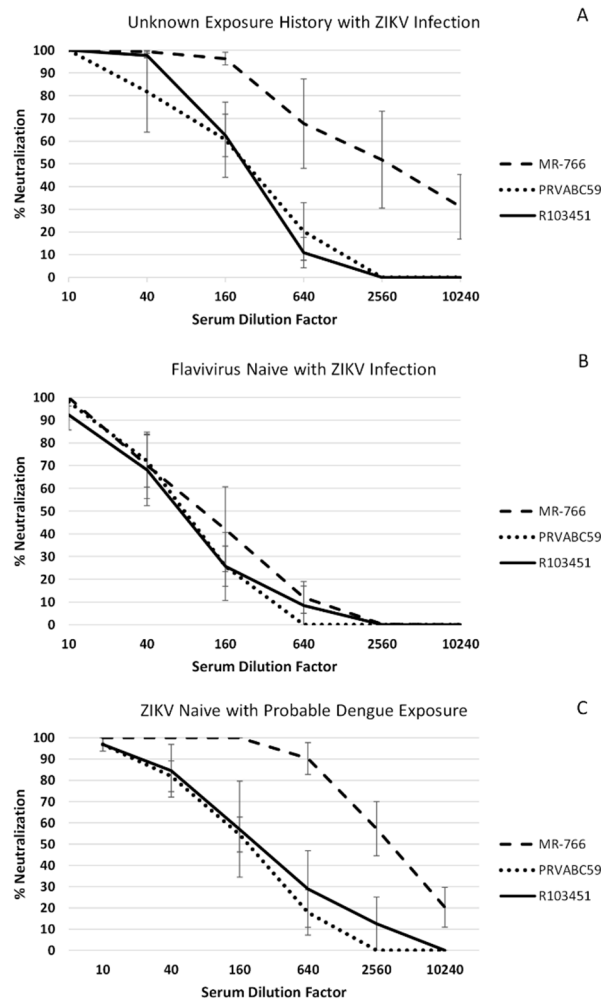 A
Unknown Exposure History with ZIKV Infection
% Neutralization
100
90
80
70
60
50
40
30
20
10
0
10 40 160 640 2560 10240
Serum Dilution Factor
MR-766
PRVABC59
R103451
B
Flavivirus Naive with ZIKV Infection
% Neutralization
100
90
80
70
60
50
40
30
20
10
0
10 40 160 640 2560 10240
Serum Dilution Factor
MR-766
PRVABC59
R103451
C
ZIKV Naive with Probable Dengue Exposure
% Neutralization
100
90
80
70
60
50
40
30
20
10
0
10 40 160 640 2560 10240
Serum Dilution Factor
MR-766
PRVABC59
R103451